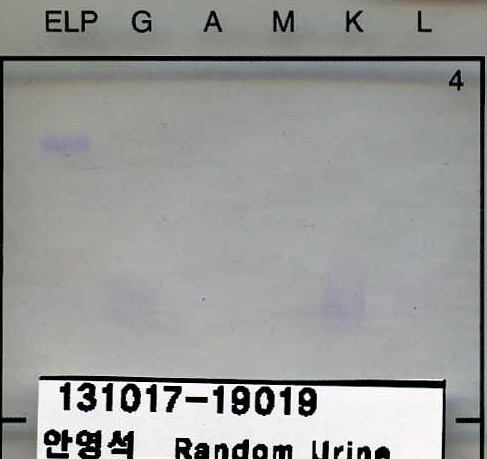 ELP G A M K L
4
131017-19019
안영석 Random Urine